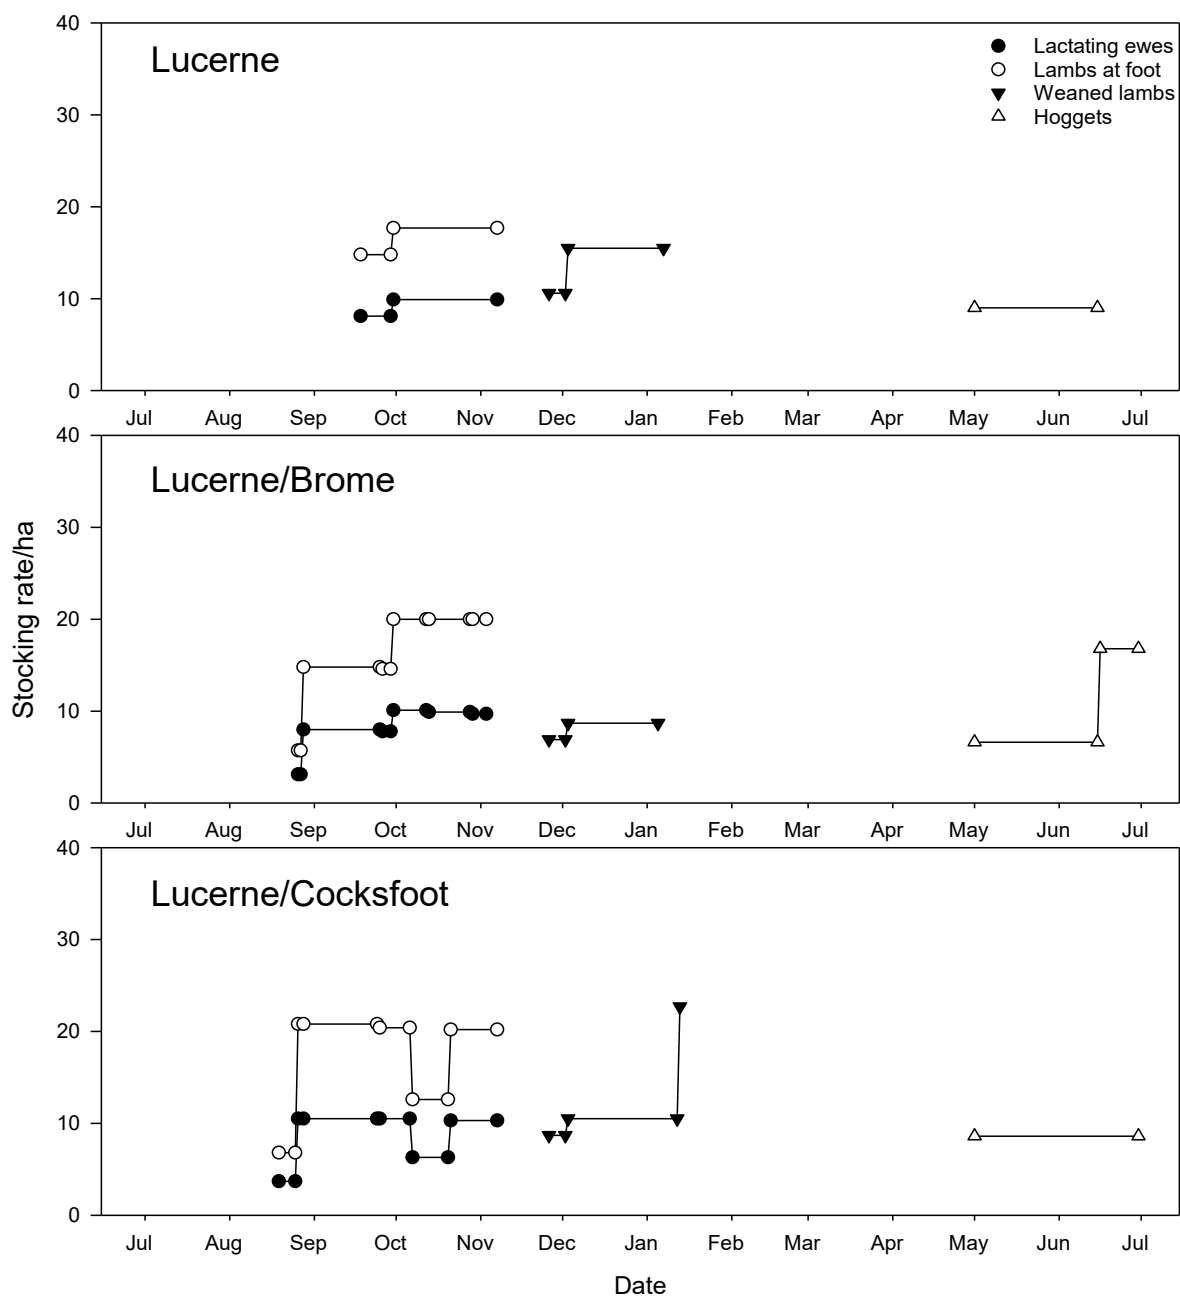 40
Lucerne
Lactating ewes
Lambs at foot
Weaned lambs
Hoggets
30
20
10
0
Jul Aug Sep Oct Nov Dec Jan Feb Mar Apr May Jun Jul
Lucerne/Brome
30
20
10
0
Jul Aug Sep Oct Nov Dec Jan Feb Mar Apr May Jun Jul
Stocking rate/ha
40
Lucerne/Cocksfoot
30
20
10
0
Jul Aug Sep Oct Nov Dec Jan Feb Mar Apr May Jun Jul
Date